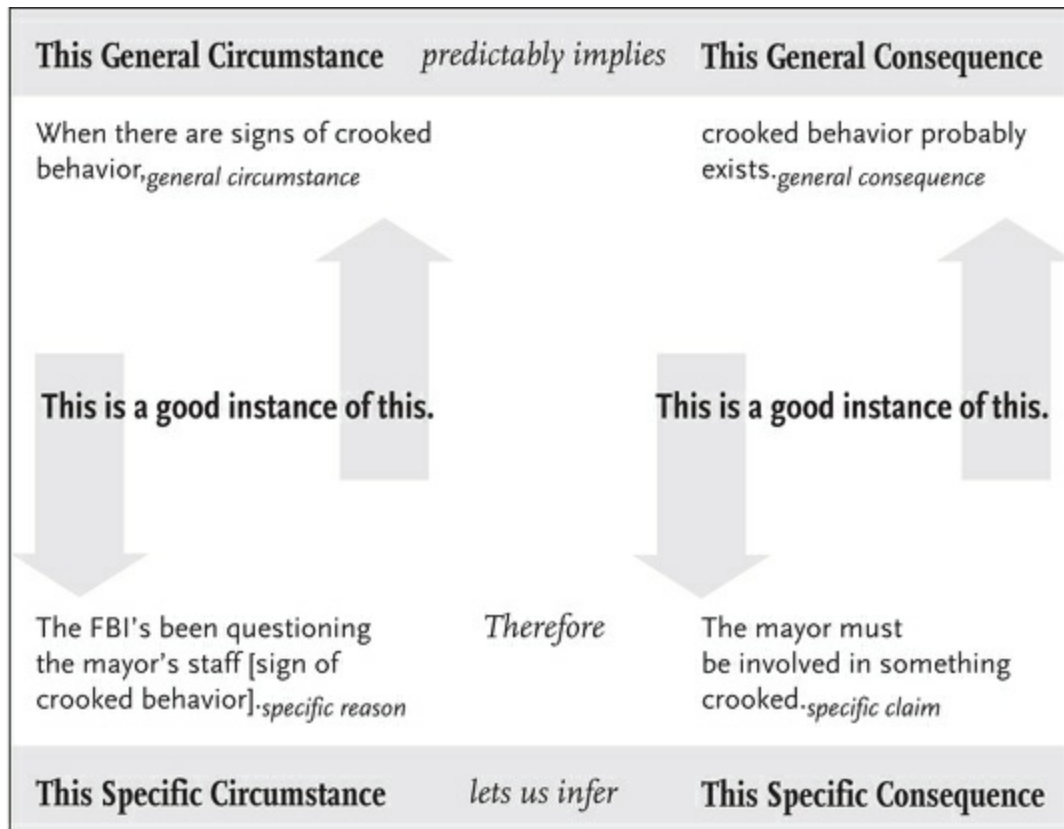 This General Circumstance predictably implies This General Consequence
When there are signs of crooked
behavior,general circumstance
crooked behavior probably
exists.general consequence
This is a good instance of this.
This is a good instance of this.
The FBI's been questioning
the mayor's staff [sign of
crooked behavior].specific reason
Therefore
The mayor must
be involved in something
crooked.specific claim
This Specific Circumstance lets us infer This Specific Consequence